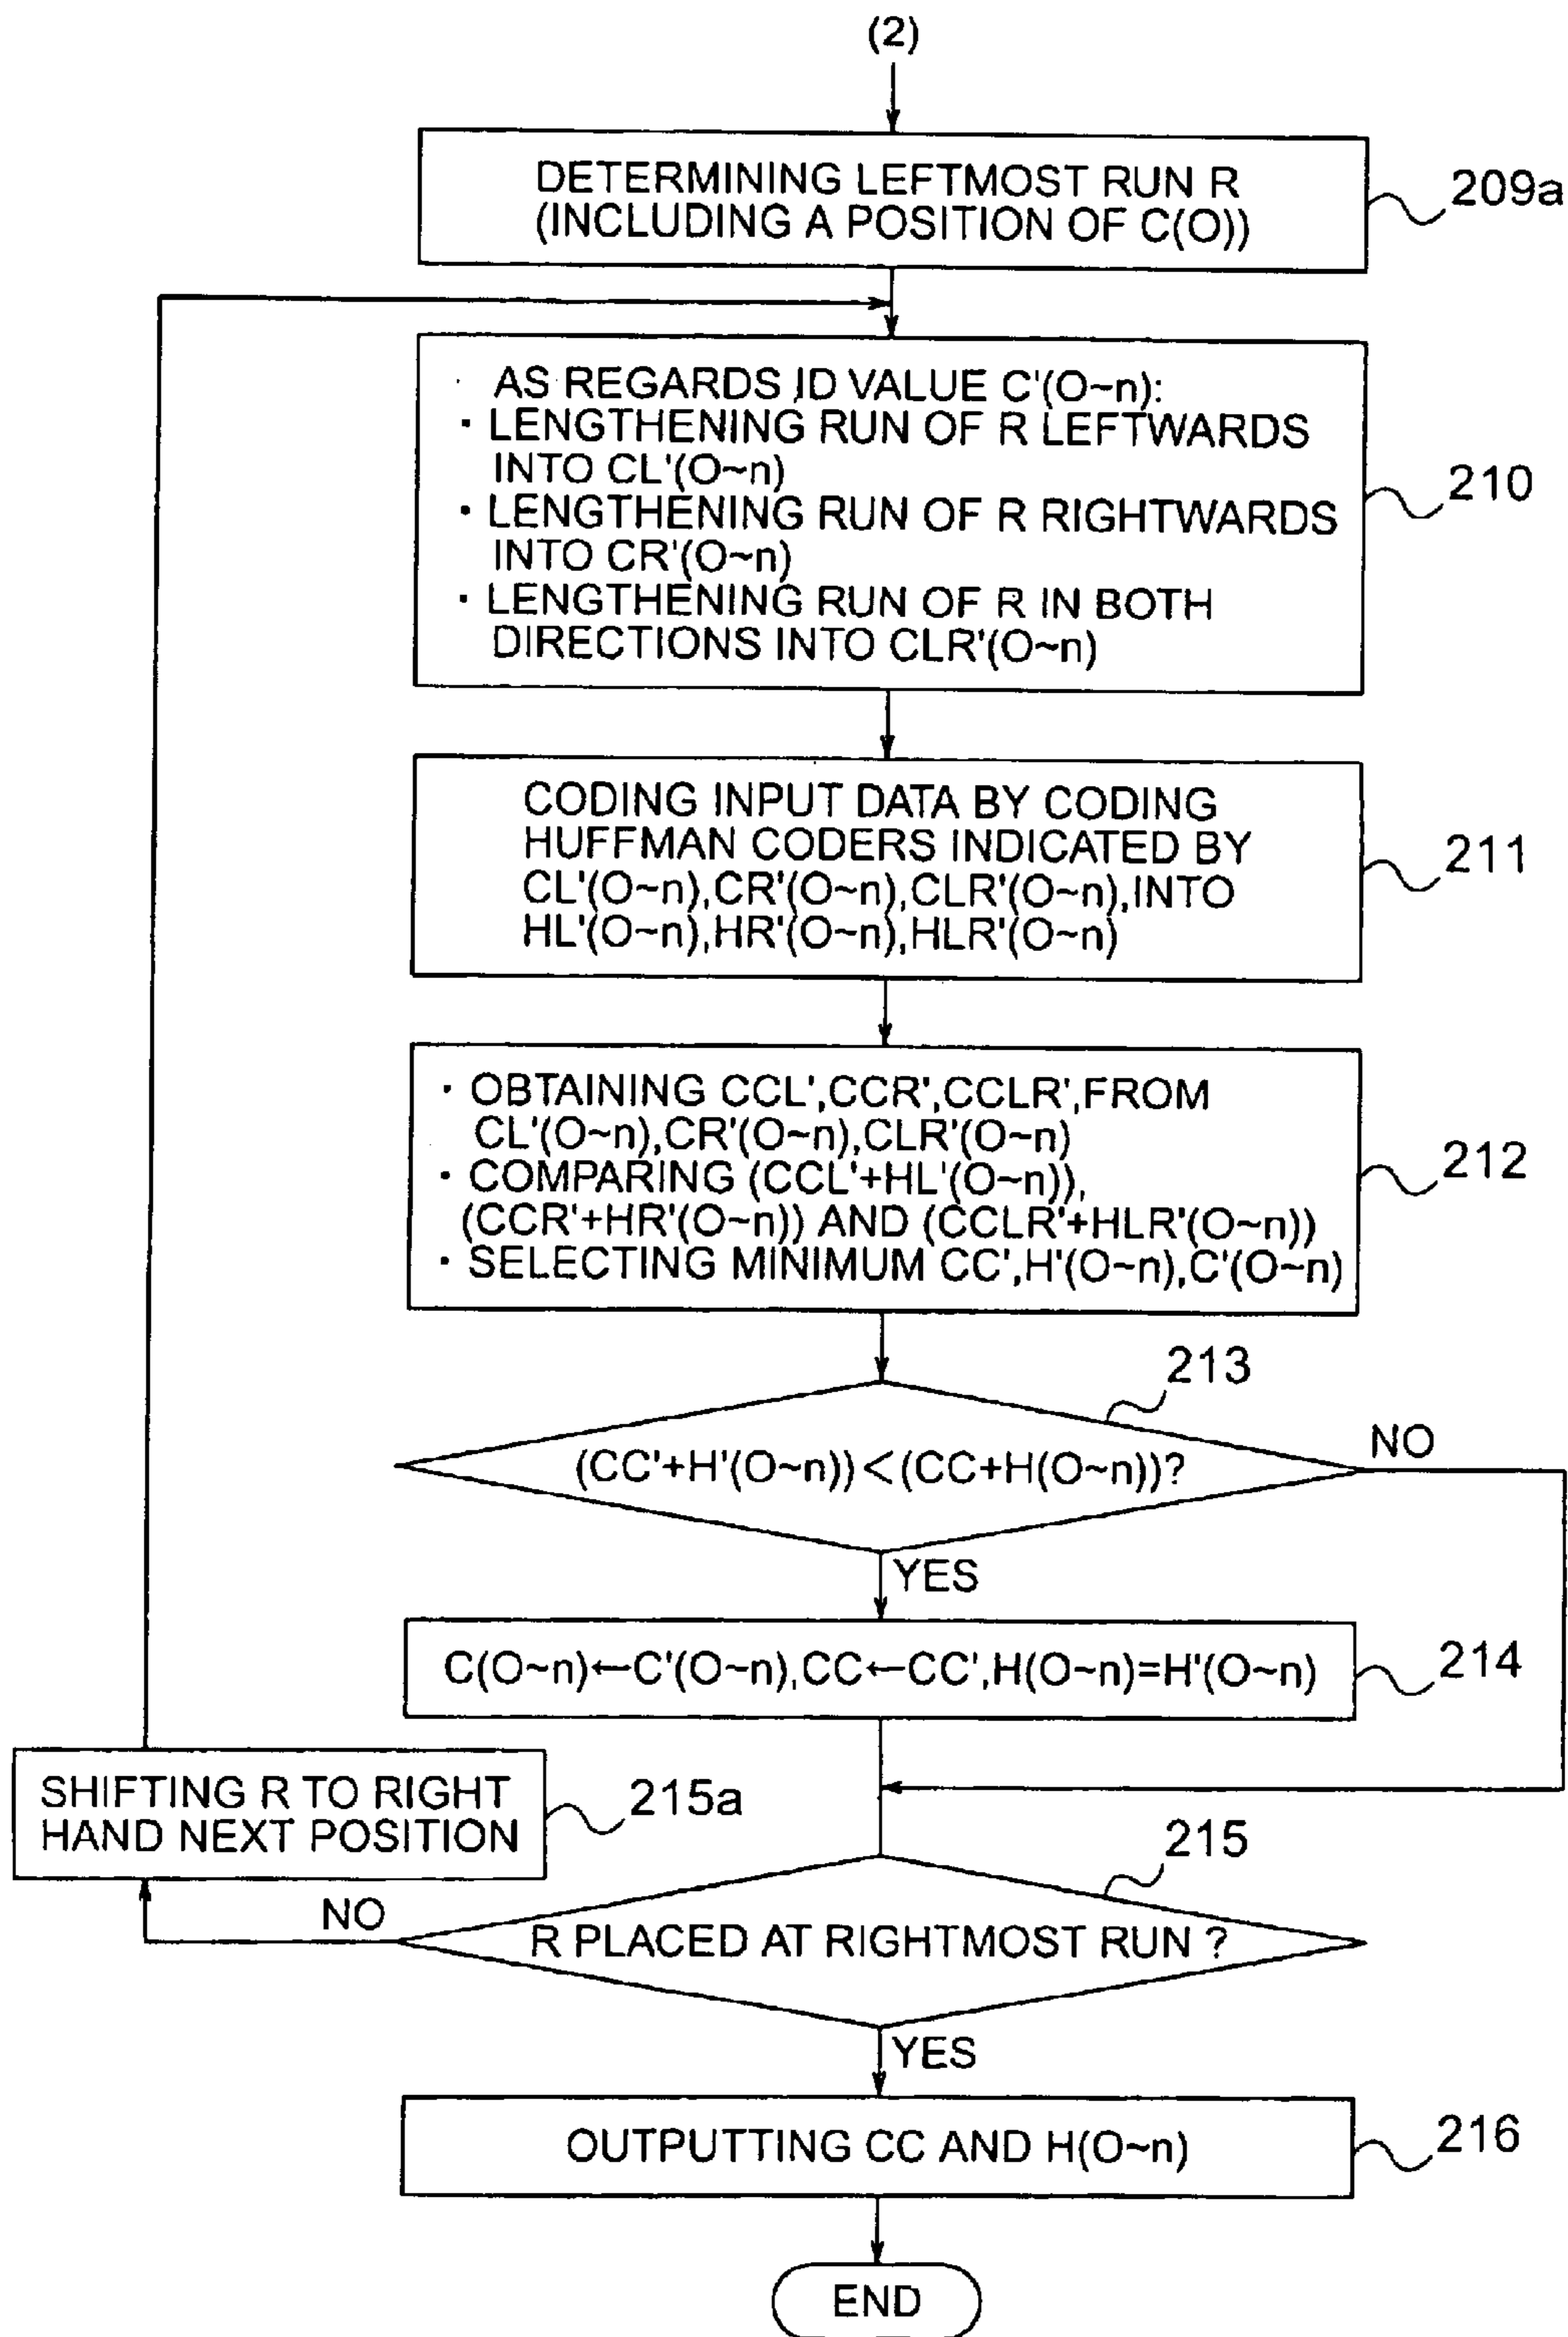 (2)
DETERMINING LEFTMOST RUN R
(INCLUDING A POSITION OF C(O))
209a
AS REGARDS ID VALUE C'(O~n):
· LENGTHENING RUN OF R LEFTWARDS
INTO CL'(O~n)
· LENGTHENING RUN OF R RIGHTWARDS
INTO CR'(O~n)
· LENGTHENING RUN OF R IN BOTH
DIRECTIONS INTO CLR'(O~n)
210
CODING INPUT DATA BY CODING
HUFFMAN CODERS INDICATED BY
CL'(O~n),CR'(O~n),CLR'(O~n),INTO
HL'(O~n),HR'(O~n),HLR'(O~n)
211
· OBTAINING CCL',CCR',CCLR',FROM
CL'(O~n),CR'(O~n),CLR'(O~n)
· COMPARING (CCL'+HL'(O~n)),
(CCR'+HR'(O~n)) AND (CCLR'+HLR'(O~n))
· SELECTING MINIMUM CC',H'(O~n),C'(O~n)
212
213
(CC'+H'(O~n))<(CC+H(O~n))?
NO
YES
C(O~n)←C'(O~n),CC←CC',H(O~n)=H'(O~n)
214
SHIFTING R TO RIGHT
HAND NEXT POSITION
215a
215
NO
R PLACED AT RIGHTMOST RUN ?
YES
OUTPUTTING CC AND H(O~n)
216
END